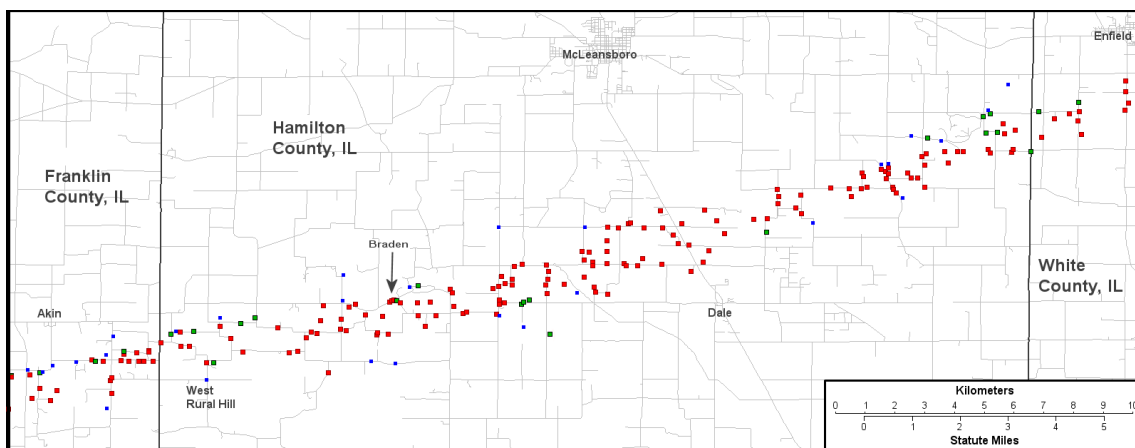 Enfield
McLeansboro
Hamilton
County, IL
Franklin
County, IL
Braden
White
County, IL
Akin
Dale
West
Rural Hill
Kilometers
0 1 2 3 4 5 6 7 8 9 10
0 1 2 3 4 5
Statute Miles